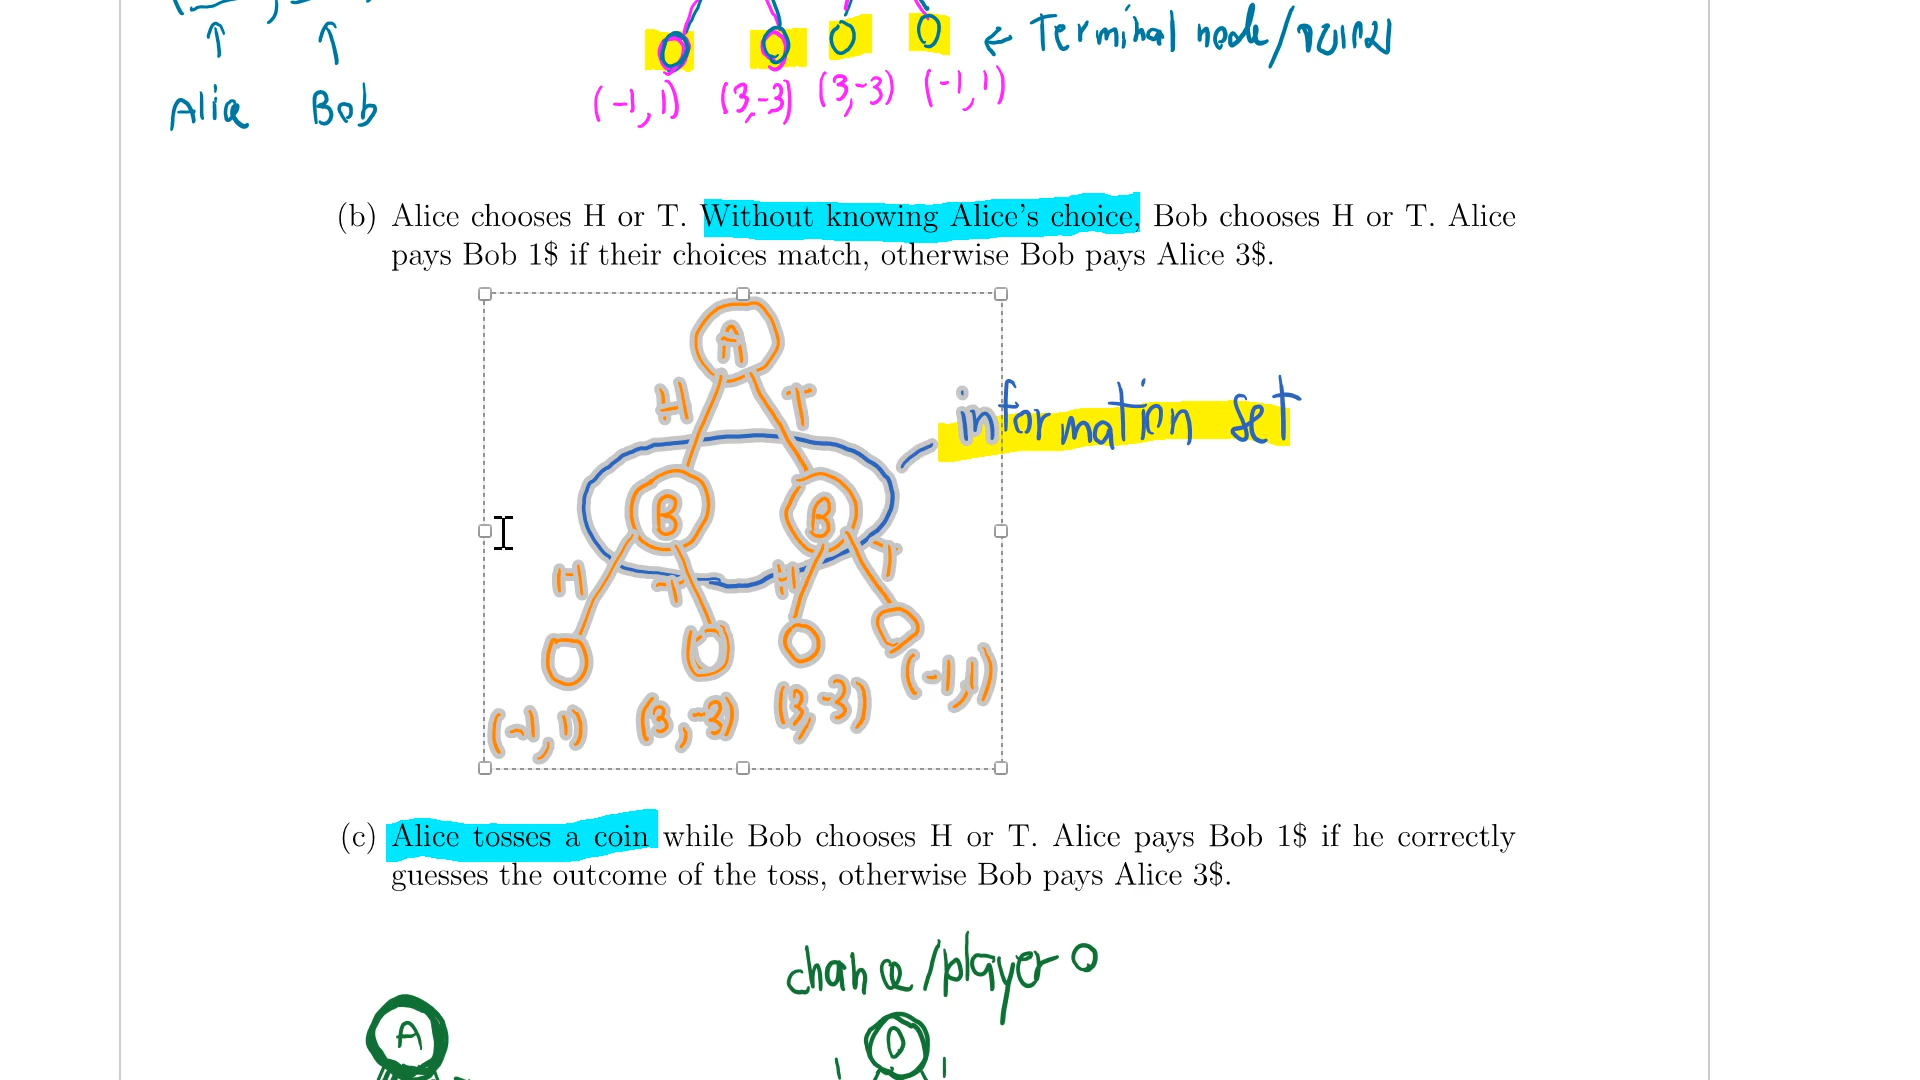 ← Terminal node/
(-1,1) (3,-3) (3,-3) (-1,1)
Alice Bob
(b) Alice chooses H or T. Without knowing Alice's choice, Bob chooses H or T. Alice
pays Bob 1$ if their choices match, otherwise Bob pays Alice 3$.
A
H T
information set
B B
H T H T
(-1,1) (3,-3) (3,-3) (-1,1)
(c) Alice tosses a coin while Bob chooses H or T. Alice pays Bob 1$ if he correctly
guesses the outcome of the toss, otherwise Bob pays Alice 3$.
chance/player 0
A 0